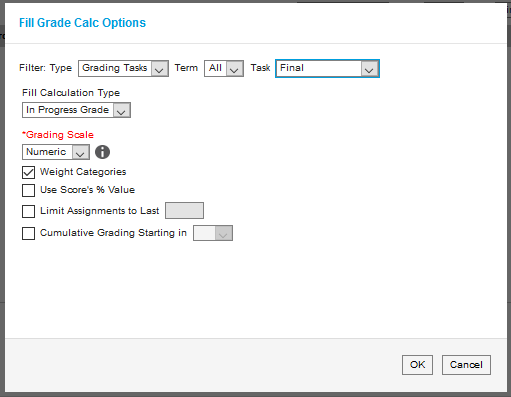 Fill Grade Calc Options
Filter: Type Grading Tasks Term All Task Final
Fill Calculation Type
In Progress Grade
*Grading Scale
Numeric
Weight Categories
Use Score's % Value
Limit Assignments to Last
Cumulative Grading Starting in
OK Cancel